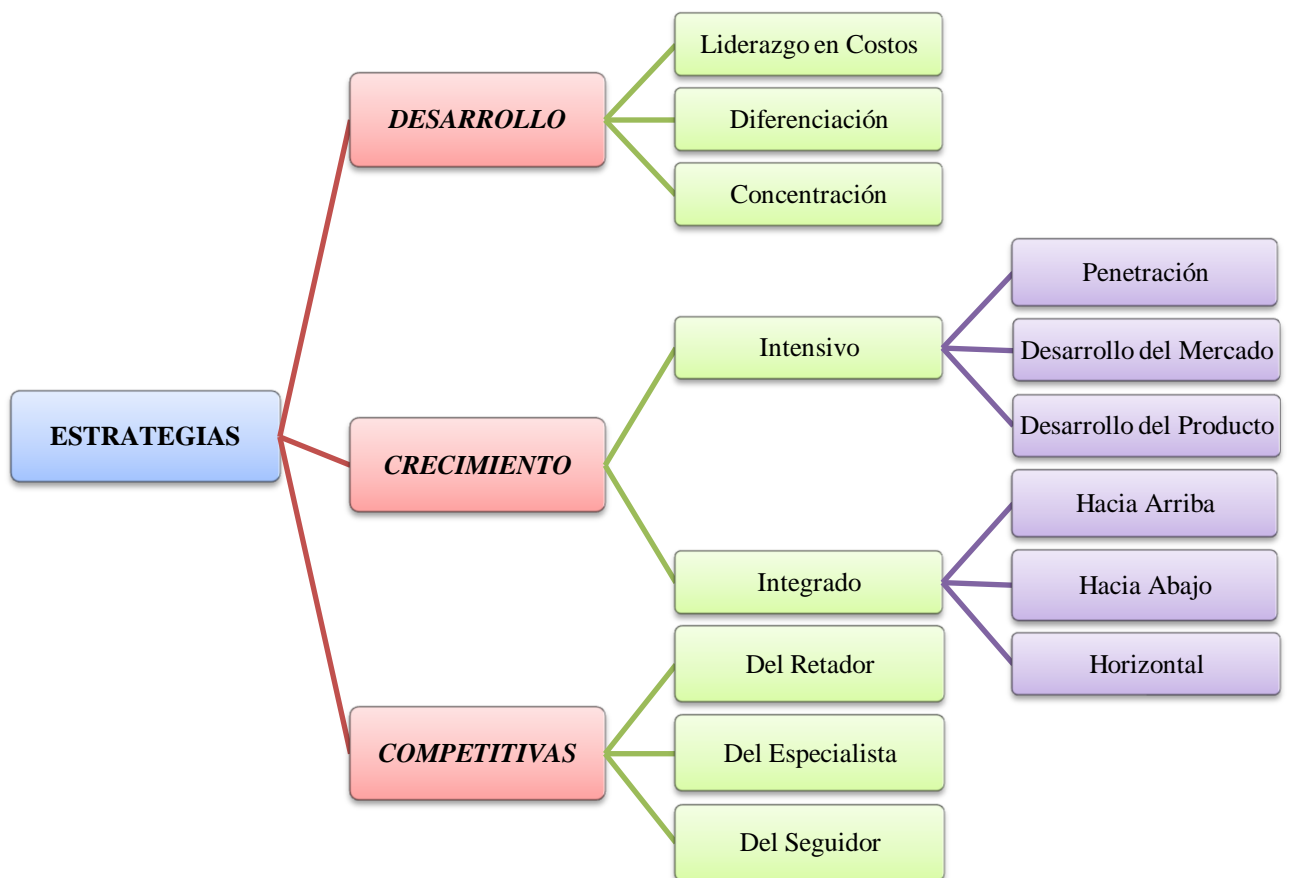 ESTRATEGIAS
DESARROLLO
Liderazgo en Costos
Diferenciación
Concentración
CRECIMIENTO
Intensivo
Penetración
Desarrollo del Mercado
Desarrollo del Producto
Integrado
Hacia Arriba
Hacia Abajo
Horizontal
COMPETITIVAS
Del Retador
Del Especialista
Del Seguidor